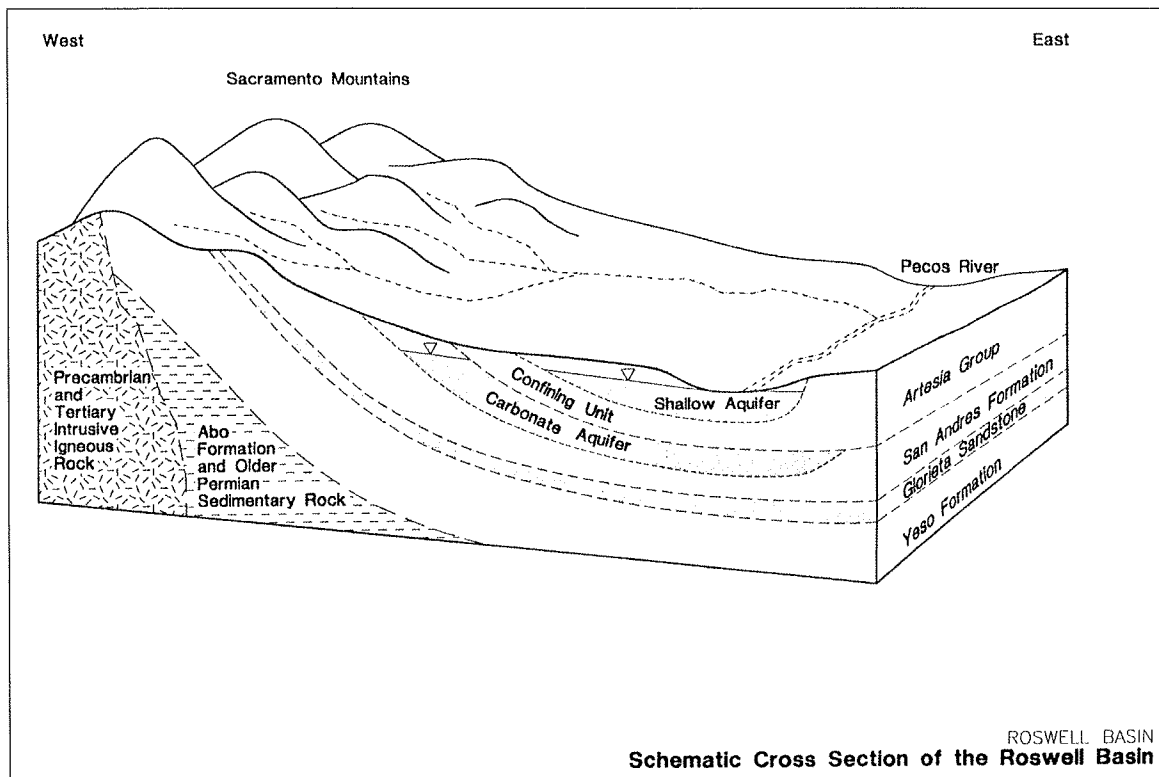 West
East
Sacramento Mountains
Pecos River
Precambrian
and
Tertiary
Intrusive
Igneous
Rock
Abo
Formation
and Older
Permian
Sedimentary Rock
Confining Unit
Carbonate Aquifer
Shallow Aquifer
Artesia Group
San Andres Formation
Glorieta Sandstone
Yeso Formation
ROSWELL BASIN
Schematic Cross Section of the Roswell Basin